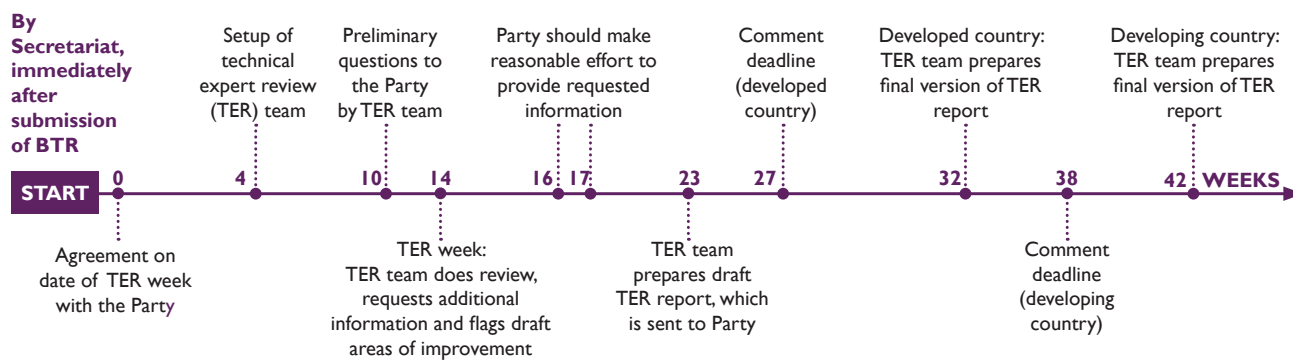 By
Secretariat,
immediately
after
submission
of BTR
Setup of
technical
expert review
(TER) team
Preliminary
questions to
the Party
by TER team
Party should make
reasonable effort to
provide requested
information
Comment
deadline
(developed
country)
Developed country:
TER team prepares
final version of TER
report
Developing country:
TER team prepares
final version of TER
report
START 0 4 10 14 16 17 23 27 32 38 42 WEEKS
Agreement on
date of TER week
with the Party
TER week:
TER team does review,
requests additional
information and flags draft
areas of improvement
TER team
prepares draft
TER report, which
is sent to Party
Comment
deadline
(developing
country)